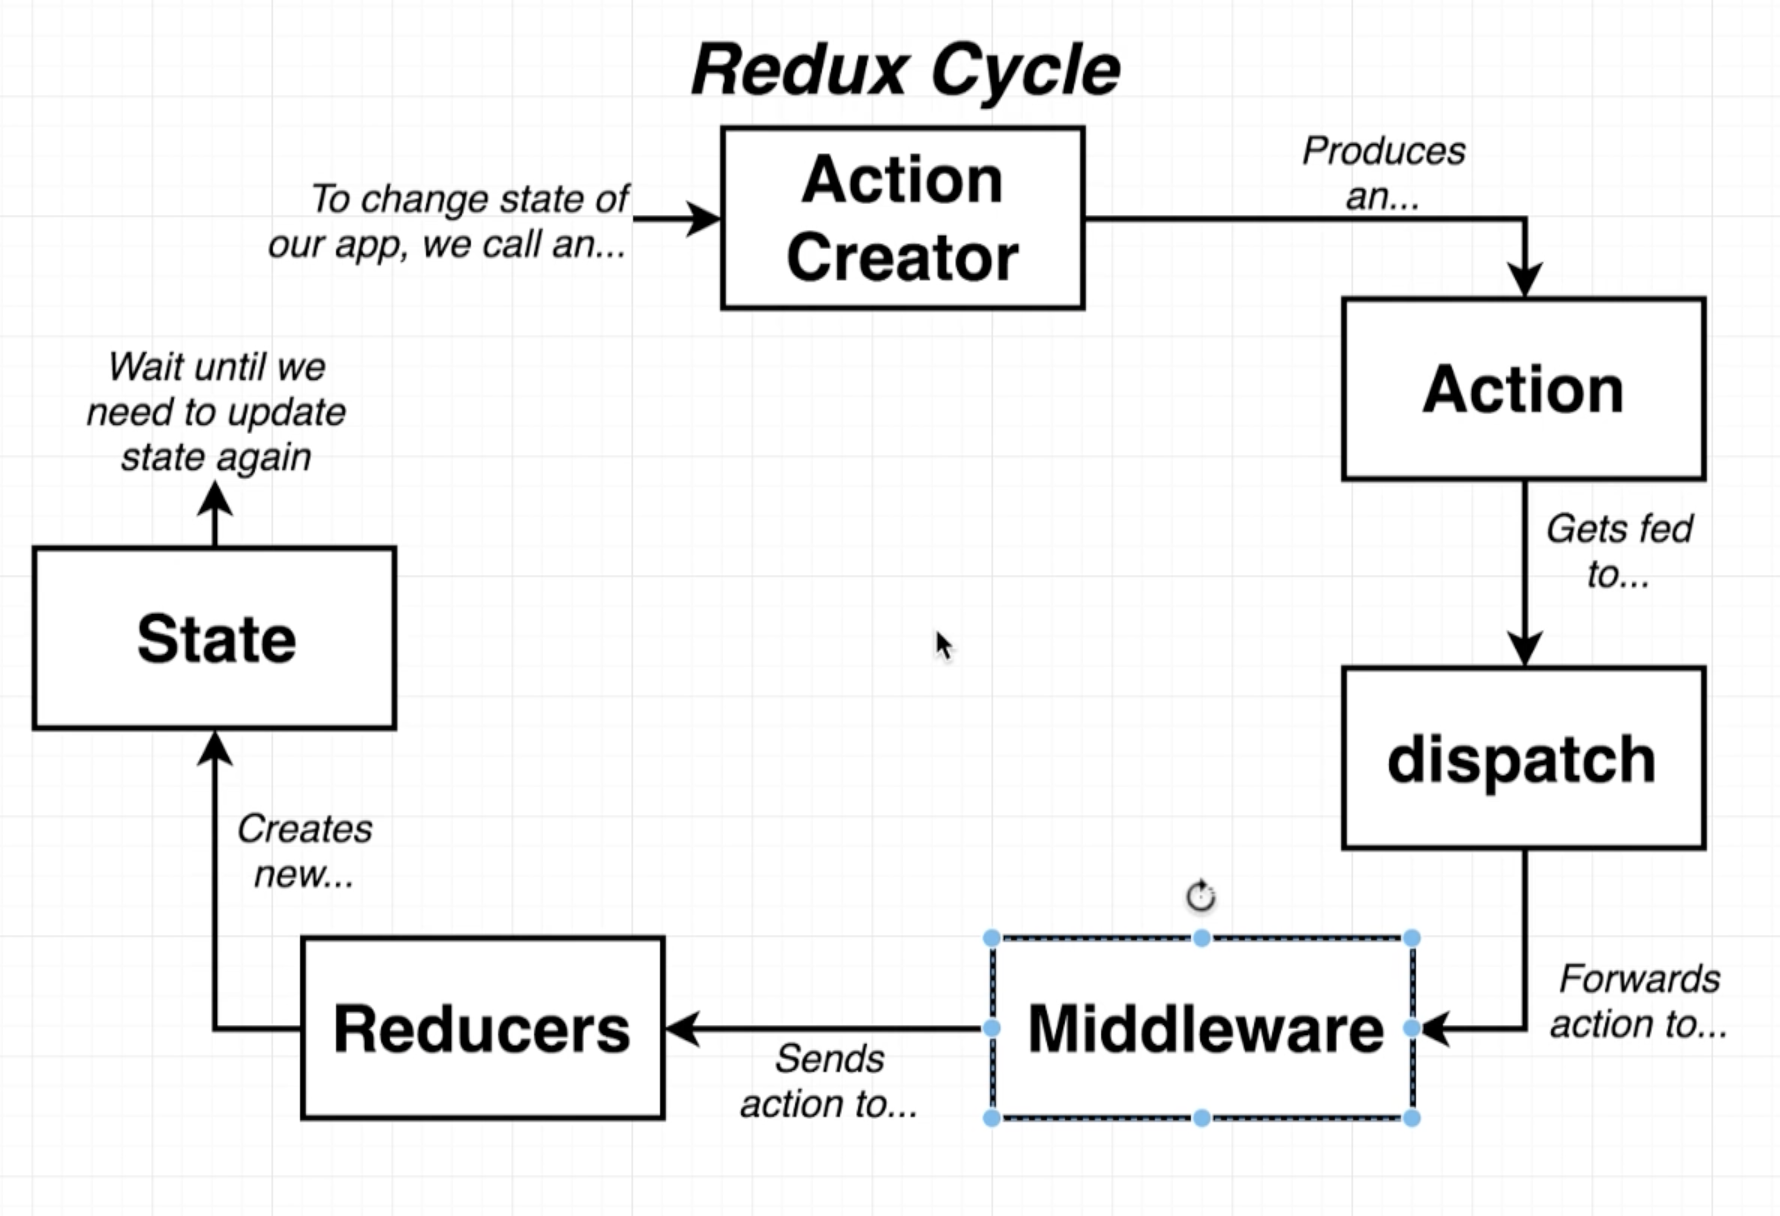 Redux Cycle
To change state of
our app, we call an...
Action
Creator
Produces
an...
Action
Gets fed
to...
dispatch
Forwards
action to...
Middleware
Sends
action to...
Reducers
Creates
new...
State
Wait until we
need to update
state again